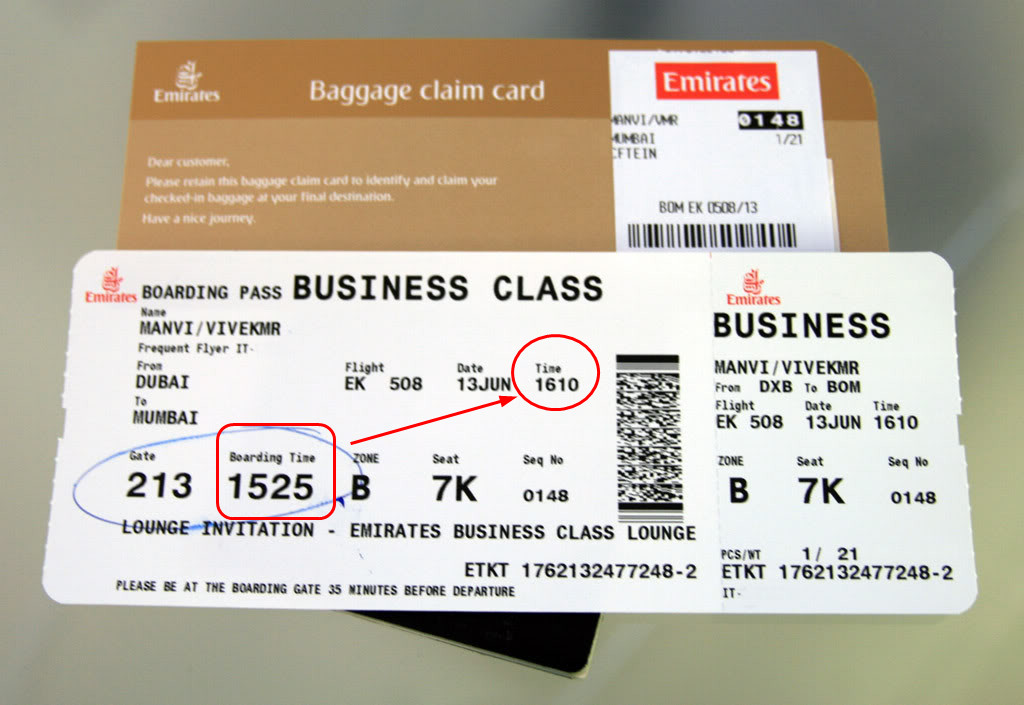 Emirates
Baggage claim card
Dear customer,
Please retain this baggage claim card to identify and claim your
checked-in baggage at your final destination.
Have a nice journey.
Emirates
MANVI/VMR 0148
MUMBAI 1/21
CFTEIN
BOM EK 0508/13
Emirates
BOARDING PASS BUSINESS CLASS
Name
MANVI/VIVEKMR
Frequent Flyer IT-
From
DUBAI
To
MUMBAI
Flight Date Time
EK 508 13JUN 1610
Gate Boarding Time ZONE Seat Seq No
213 1525 B 7K 0148
LOUNGE INVITATION - EMIRATES BUSINESS CLASS LOUNGE
ETKT 1762132477248-2
PLEASE BE AT THE BOARDING GATE 35 MINUTES BEFORE DEPARTURE
Emirates
BUSINESS
MANVI/VIVEKMR
From DXB To BOM
Flight Date Time
EK 508 13JUN 1610
ZONE Seat Seq No
B 7K 0148
PCS/WT 1/ 21
ETKT 1762132477248-2
IT-